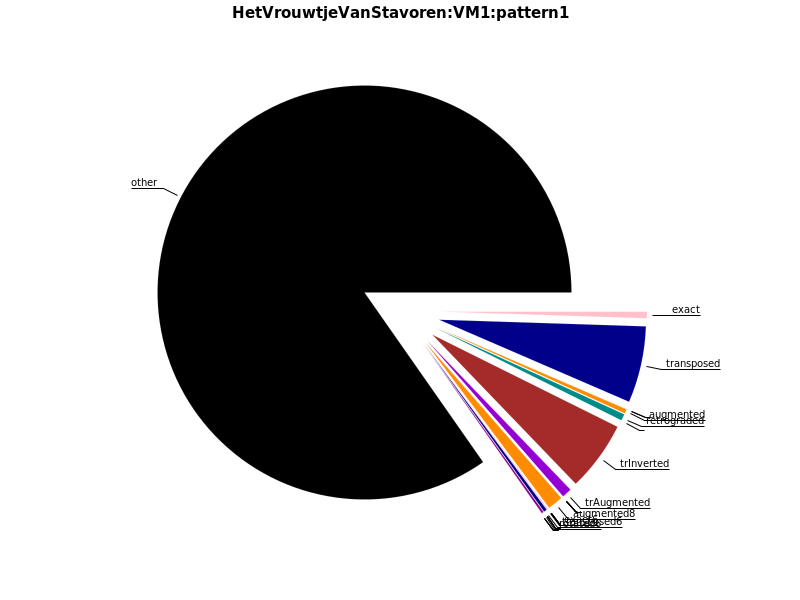 HetVrouwtjeVanStavoren:VM1:pattern1
other
exact
transposed
augmented
retrograded
trInverted
trAugmented
augmented8